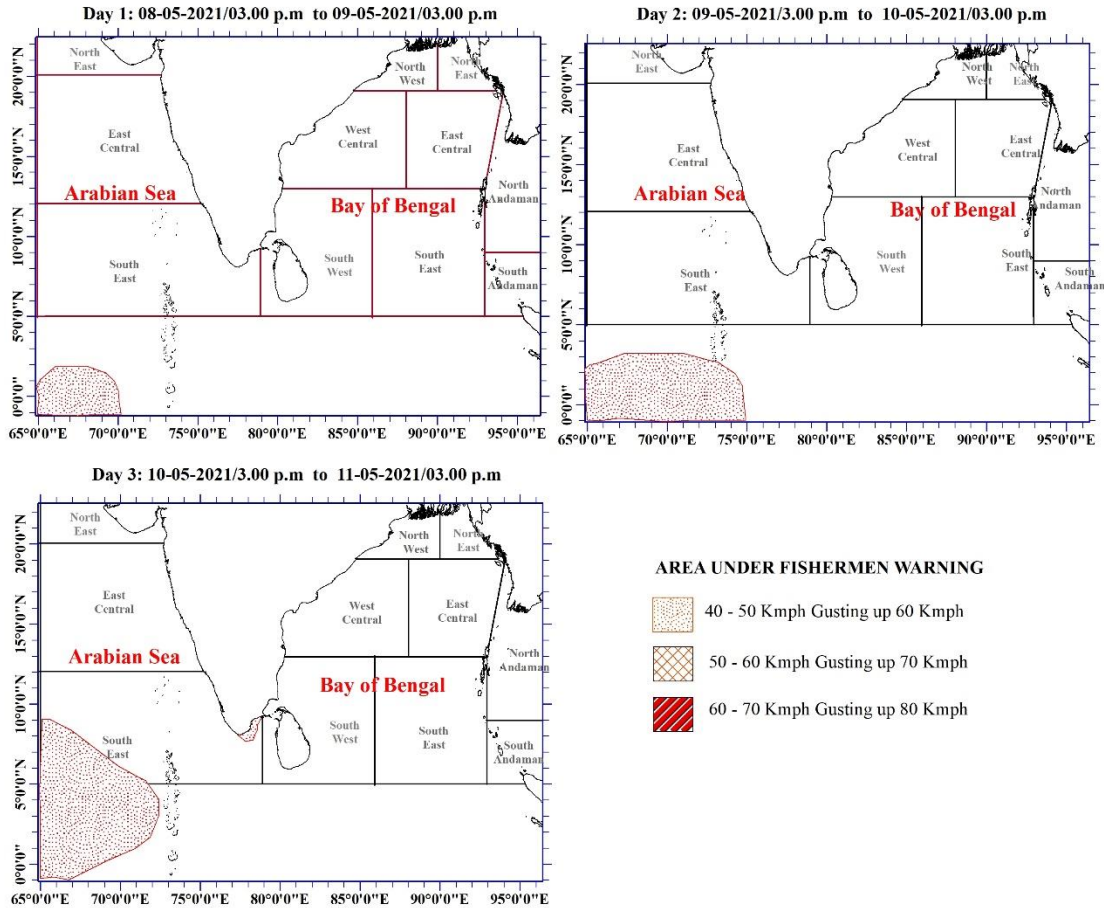 Day 1: 08-05-2021/03.00 p.m to 09-05-2021/03.00 p.m
North
East
North
West
North
East
East
Central
West
Central
East
Central
Arabian Sea
Bay of Bengal
North
Andaman
South
East
South
West
South
East
South
Andaman
20°0'0"N
15°0'0"N
10°0'0"N
5°0'0"N
0°0'0"
65°0'0"E 70°0'0"E 75°0'0"E 80°0'0"E 85°0'0"E 90°0'0"E 95°0'0"E
Day 2: 09-05-2021/3.00 p.m to 10-05-2021/03.00 p.m
North
East
North
West
North
East
East
Central
West
Central
East
Central
Arabian Sea
Bay of Bengal
North
Andaman
South
East
South
West
South
East
South
Andaman
20°0'0"N
15°0'0"N
10°0'0"N
5°0'0"N
0°0'0"
65°0'0"E 70°0'0"E 75°0'0"E 80°0'0"E 85°0'0"E 90°0'0"E 95°0'0"E
Day 3: 10-05-2021/3.00 p.m to 11-05-2021/03.00 p.m
North
East
North
West
North
East
East
Central
West
Central
East
Central
Arabian Sea
Bay of Bengal
North
Andaman
South
East
South
West
South
East
South
Andaman
20°0'0"N
15°0'0"N
10°0'0"N
5°0'0"N
0°0'0"
65°0'0"E 70°0'0"E 75°0'0"E 80°0'0"E 85°0'0"E 90°0'0"E 95°0'0"E
AREA UNDER FISHERMEN WARNING
40 - 50 Kmph Gusting up 60 Kmph
50 - 60 Kmph Gusting up 70 Kmph
60 - 70 Kmph Gusting up 80 Kmph